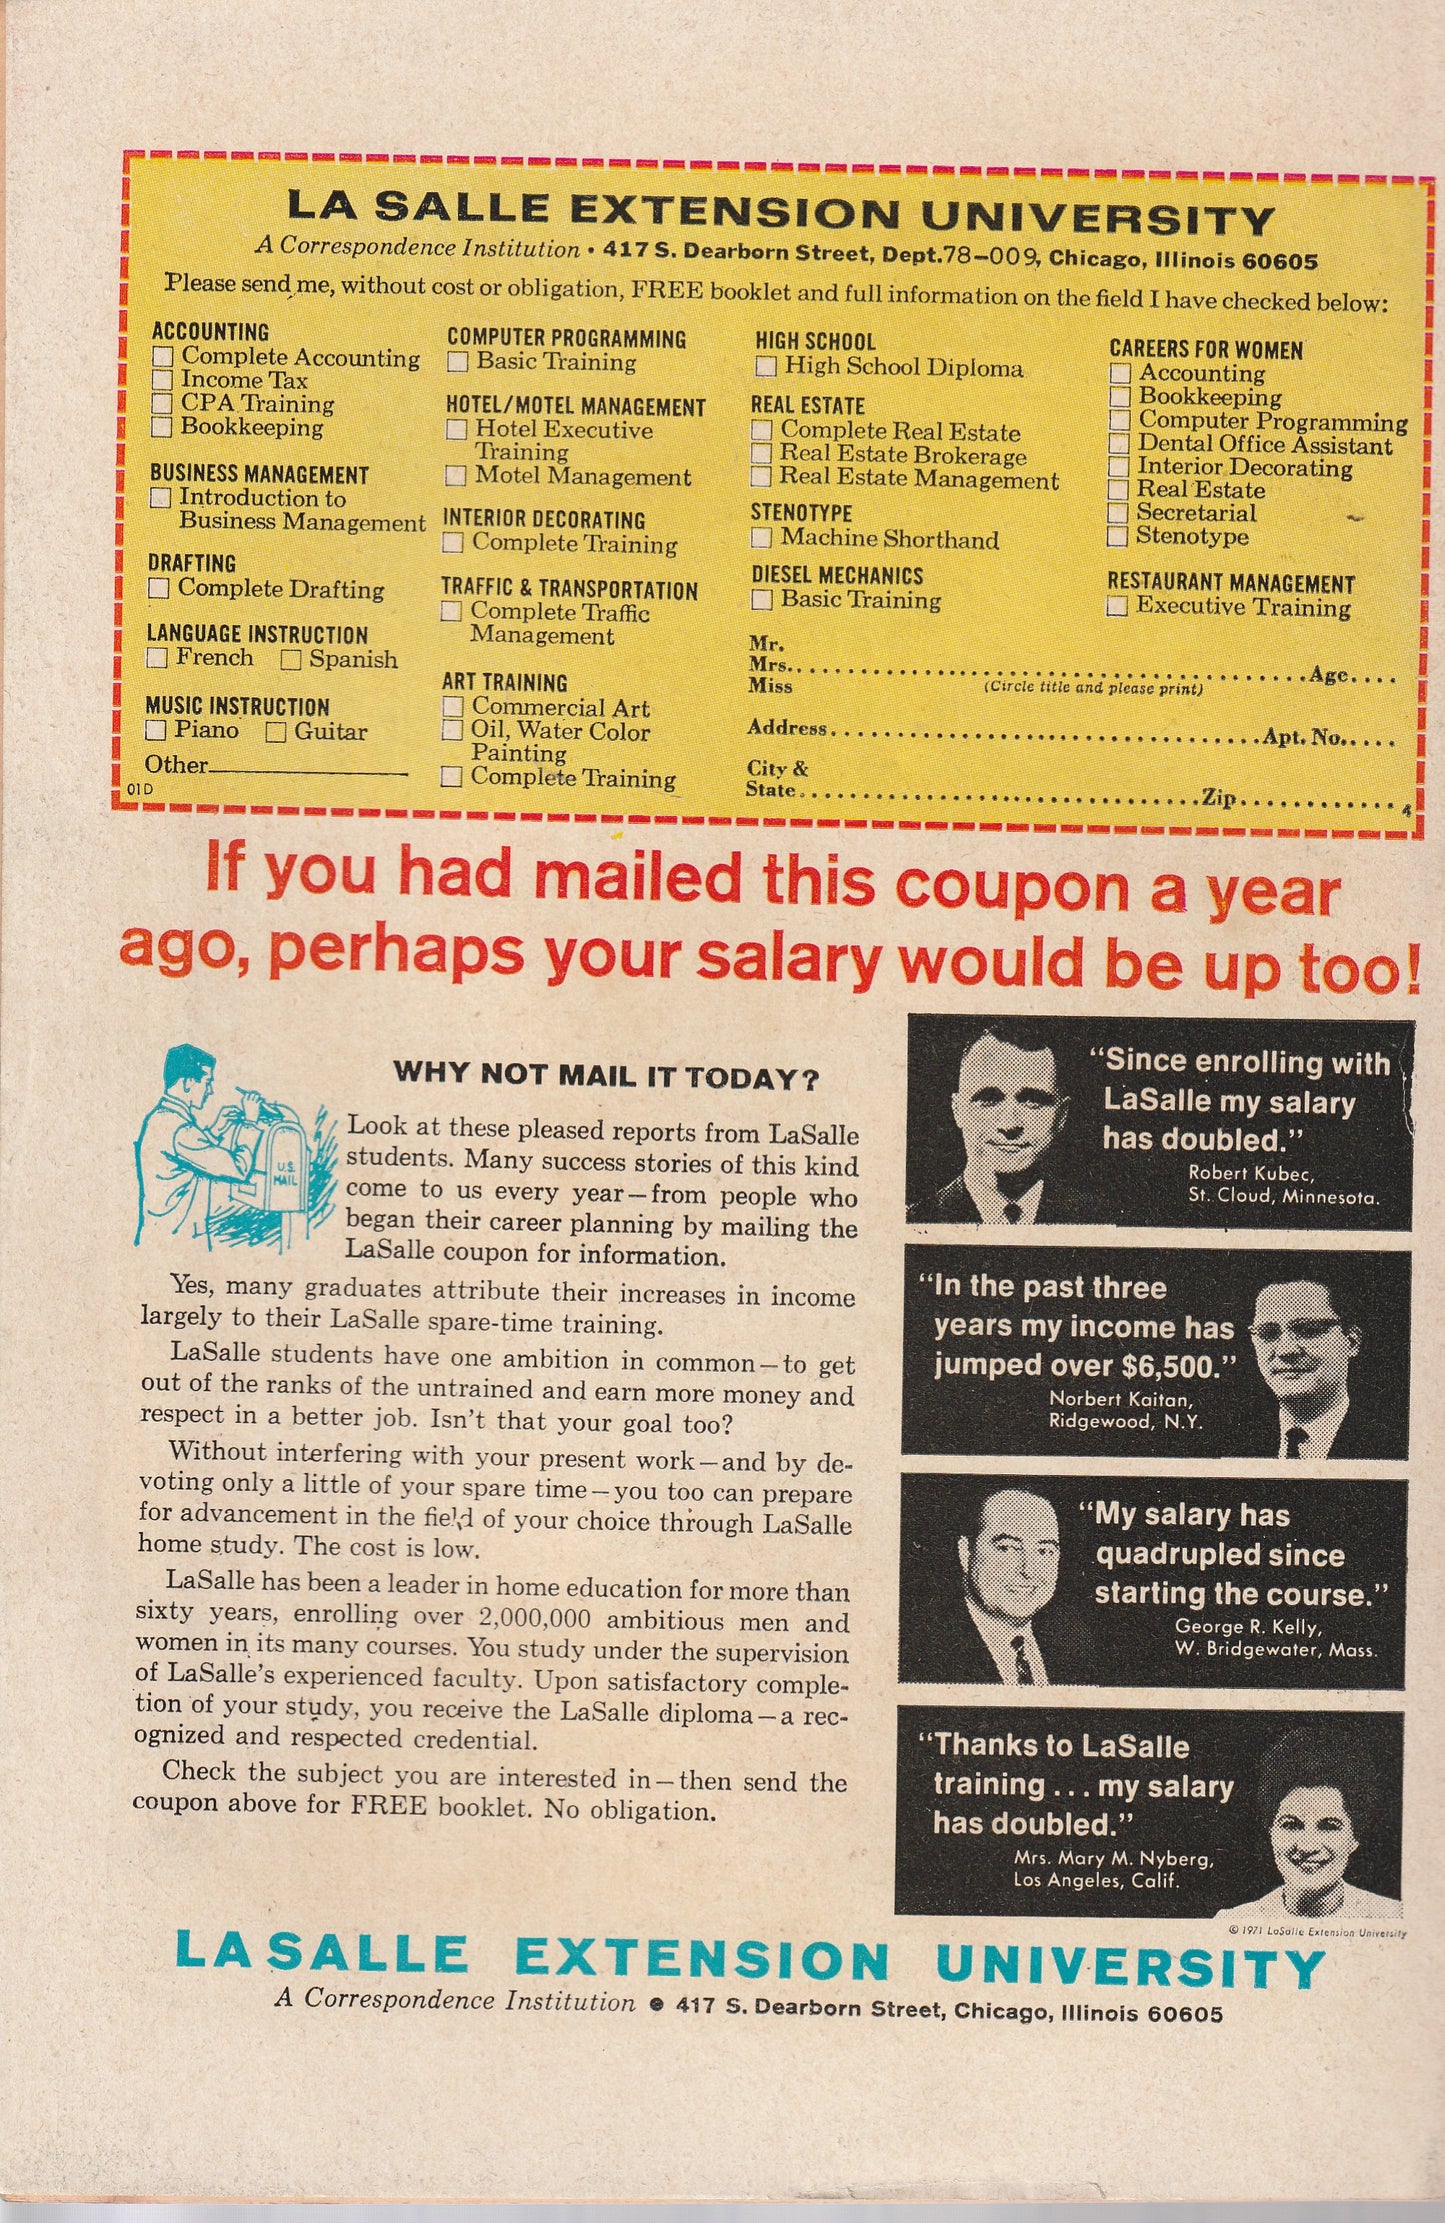 LA SALLE EXTENSION UNIVERSITY
A Correspondence Institution • 417 S. Dearborn Street, Dept.78-009, Chicago, Illinois 60605
Please send me, without cost or obligation, FREE booklet and full information on the field I have checked below:
ACCOUNTING
Complete Accounting
Income Tax
CPA Training
Bookkeeping
BUSINESS MANAGEMENT
Introduction to
Business Management
DRAFTING
Complete Drafting
LANGUAGE INSTRUCTION
French Spanish
MUSIC INSTRUCTION
Piano Guitar
Other
01D
COMPUTER PROGRAMMING
Basic Training
HOTEL/MOTEL MANAGEMENT
Hotel Executive
Training
Motel Management
INTERIOR DECORATING
Complete Training
TRAFFIC & TRANSPORTATION
Complete Traffic
Management
ART TRAINING
Commercial Art
Oil, Water Color
Painting
Complete Training
HIGH SCHOOL
High School Diploma
REAL ESTATE
Complete Real Estate
Real Estate Brokerage
Real Estate Management
STENOTYPE
Machine Shorthand
DIESEL MECHANICS
Basic Training
CAREERS FOR WOMEN
Accounting
Bookkeeping
Computer Programming
Dental Office Assistant
Interior Decorating
Real Estate
Secretarial
Stenotype
RESTAURANT MANAGEMENT
Executive Training
Mr.
Mrs. Age
Miss (Circle title and please print)
Address Apt. No.
City &
State Zip
4
If you had mailed this coupon a year
ago, perhaps your salary would be up too!
WHY NOT MAIL IT TODAY?
U.S.
MAIL
Look at these pleased reports from LaSalle
students. Many success stories of this kind
come to us every year—from people who
began their career planning by mailing the
LaSalle coupon for information.
Yes, many graduates attribute their increases in income
largely to their LaSalle spare-time training.
LaSalle students have one ambition in common—to get
out of the ranks of the untrained and earn more money and
respect in a better job. Isn't that your goal too?
Without interfering with your present work—and by de-
voting only a little of your spare time—you too can prepare
for advancement in the field of your choice through LaSalle
home study. The cost is low.
LaSalle has been a leader in home education for more than
sixty years, enrolling over 2,000,000 ambitious men and
women in its many courses. You study under the supervision
of LaSalle's experienced faculty. Upon satisfactory comple-
tion of your study, you receive the LaSalle diploma—a rec-
ognized and respected credential.
Check the subject you are interested in—then send the
coupon above for FREE booklet. No obligation.
"Since enrolling with
LaSalle my salary
has doubled."
Robert Kubec,
St. Cloud, Minnesota.
"In the past three
years my income has
jumped over $6,500."
Norbert Kaitan,
Ridgewood, N.Y.
"My salary has
quadrupled since
starting the course."
George R. Kelly,
W. Bridgewater, Mass.
"Thanks to LaSalle
training ... my salary
has doubled."
Mrs. Mary M. Nyberg,
Los Angeles, Calif.
© 1971 LaSalle Extension University
LASALLE EXTENSION UNIVERSITY
A Correspondence Institution • 417 S. Dearborn Street, Chicago, Illinois 60605